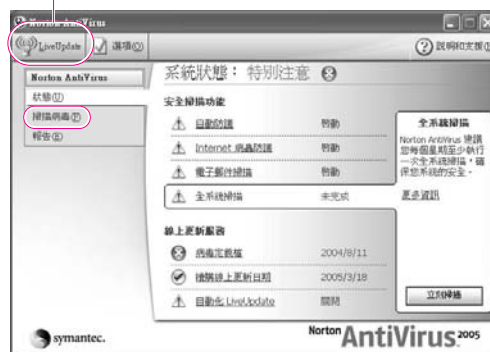 Norton AntiVirus
LiveUpdate 選項(O) 說明和支援(
Norton AntiVirus
狀態(U)
掃描病毒(P)
報告(E)
系統狀態： 特別注意
安全掃描功能
自動防護 啟動
Internet 病蟲防護 啟動
電子郵件掃描 啟動
全系統掃描 未完成
線上更新服務
病毒定義檔 2004/8/11
續購線上更新日期 2005/3/18
自動化 LiveUpdate 關閉
全系統掃描
Norton AntiVirus 建議
您每個星期至少執行
一次全系統掃描，確
保您系統的安全。
更多資訊
立刻掃描
symantec.
Norton AntiVirus 2005